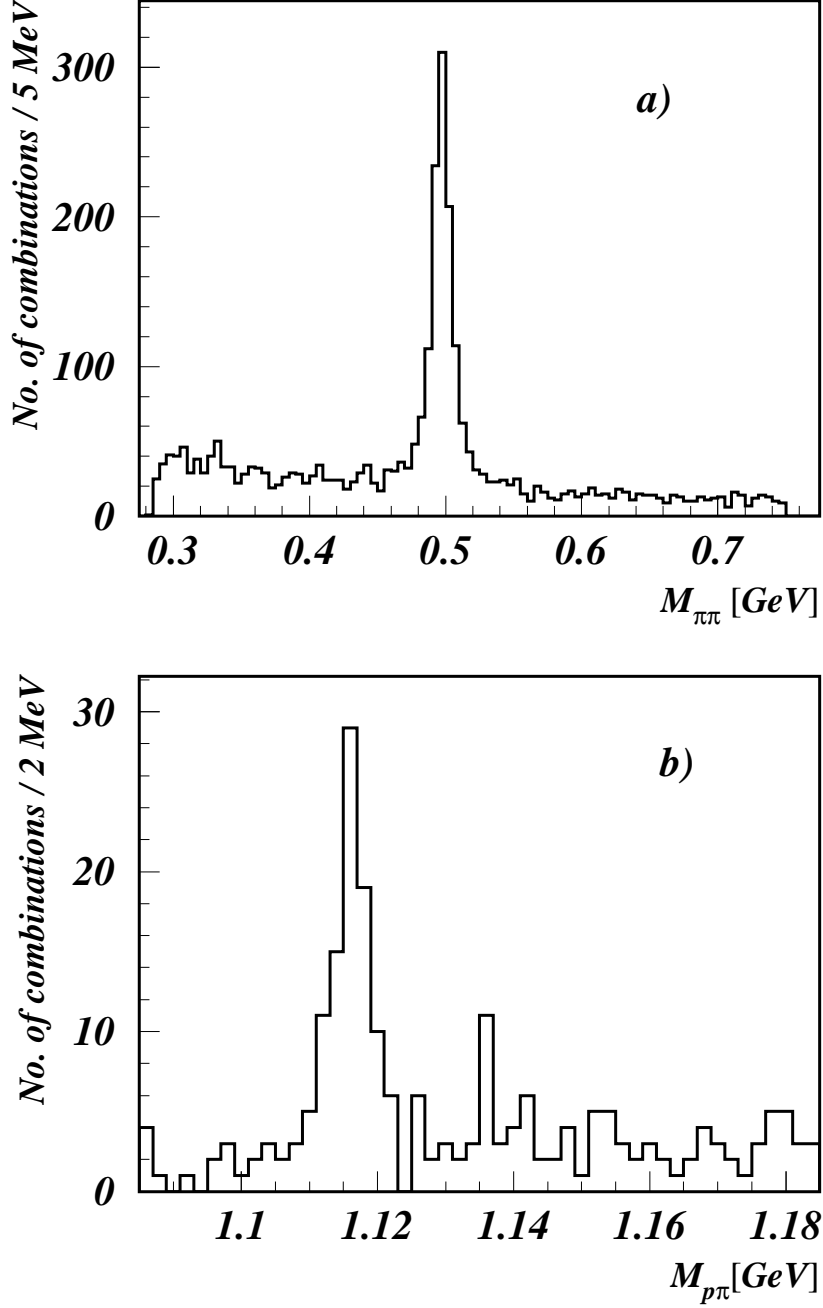 No. of combinations / 5 MeV
300
200
100
0
a)
0.3 0.4 0.5 0.6 0.7
Mππ [GeV]
No. of combinations / 2 MeV
30
20
10
0
b)
1.1 1.12 1.14 1.16 1.18
Mpπ[GeV]